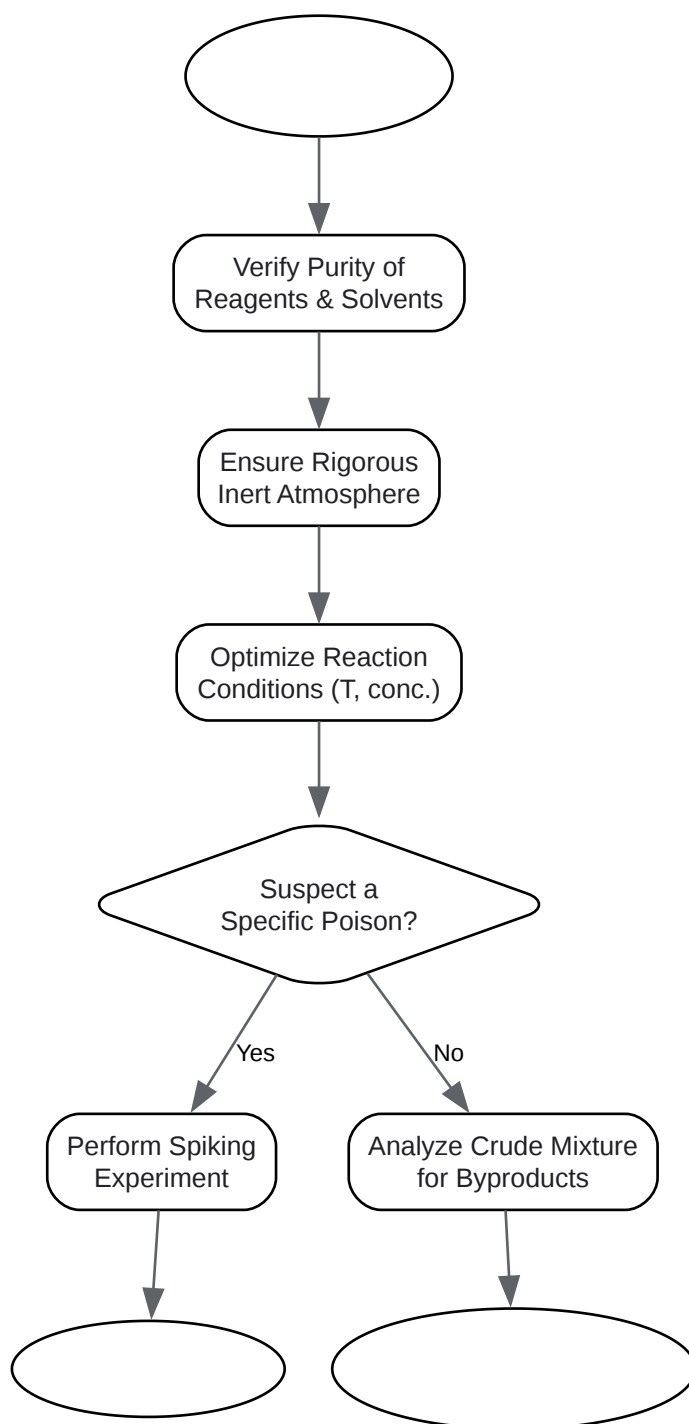 Verify Purity of
Reagents & Solvents
Ensure Rigorous
Inert Atmosphere
Optimize Reaction
Conditions (T, conc.)
Suspect a
Specific Poison?
Yes
No
Perform Spiking
Experiment
Analyze Crude Mixture
for Byproducts